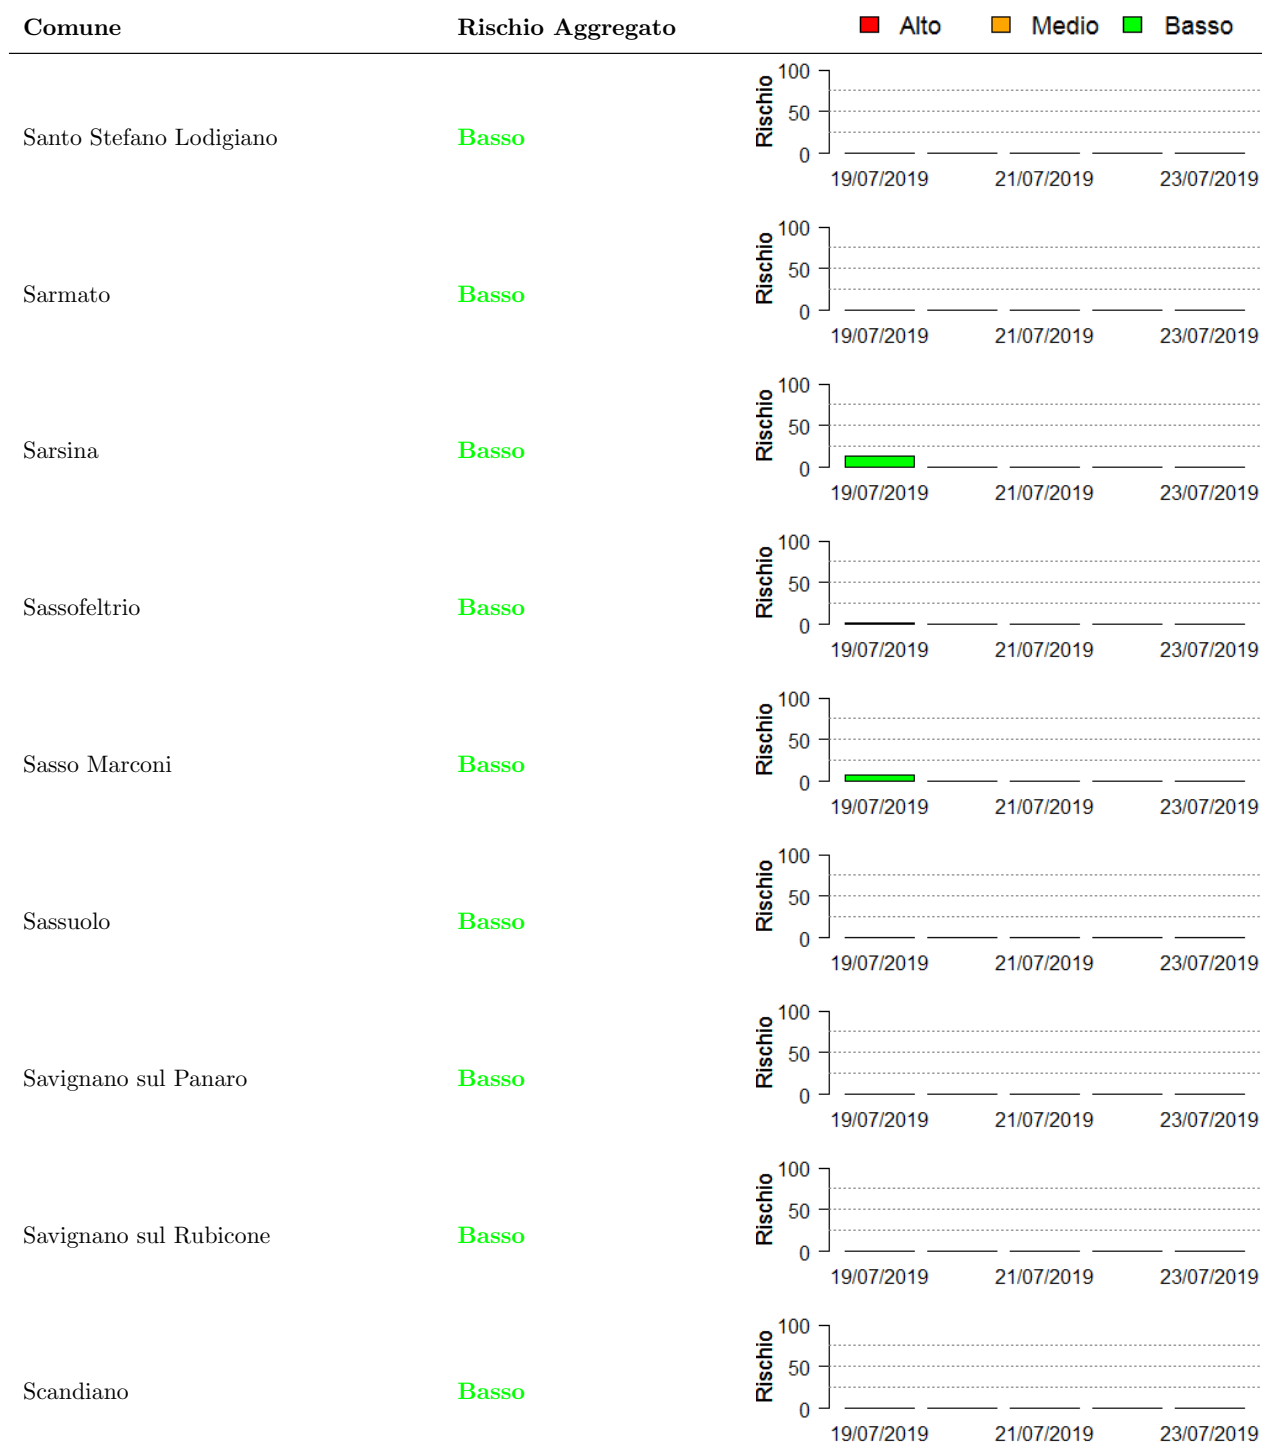 Comune Rischio Aggregato Alto Medio Basso
100
50
0
Rischio
Santo Stefano Lodigiano Basso
19/07/2019 21/07/2019 23/07/2019
100
50
0
Rischio
Sarmato Basso
19/07/2019 21/07/2019 23/07/2019
100
50
0
Rischio
Sarsina Basso
19/07/2019 21/07/2019 23/07/2019
100
50
0
Rischio
Sassofeltrio Basso
19/07/2019 21/07/2019 23/07/2019
100
50
0
Rischio
Sasso Marconi Basso
19/07/2019 21/07/2019 23/07/2019
100
50
0
Rischio
Sassuolo Basso
19/07/2019 21/07/2019 23/07/2019
100
50
0
Rischio
Savignano sul Panaro Basso
19/07/2019 21/07/2019 23/07/2019
100
50
0
Rischio
Savignano sul Rubicone Basso
19/07/2019 21/07/2019 23/07/2019
100
50
0
Rischio
Scandiano Basso
19/07/2019 21/07/2019 23/07/2019